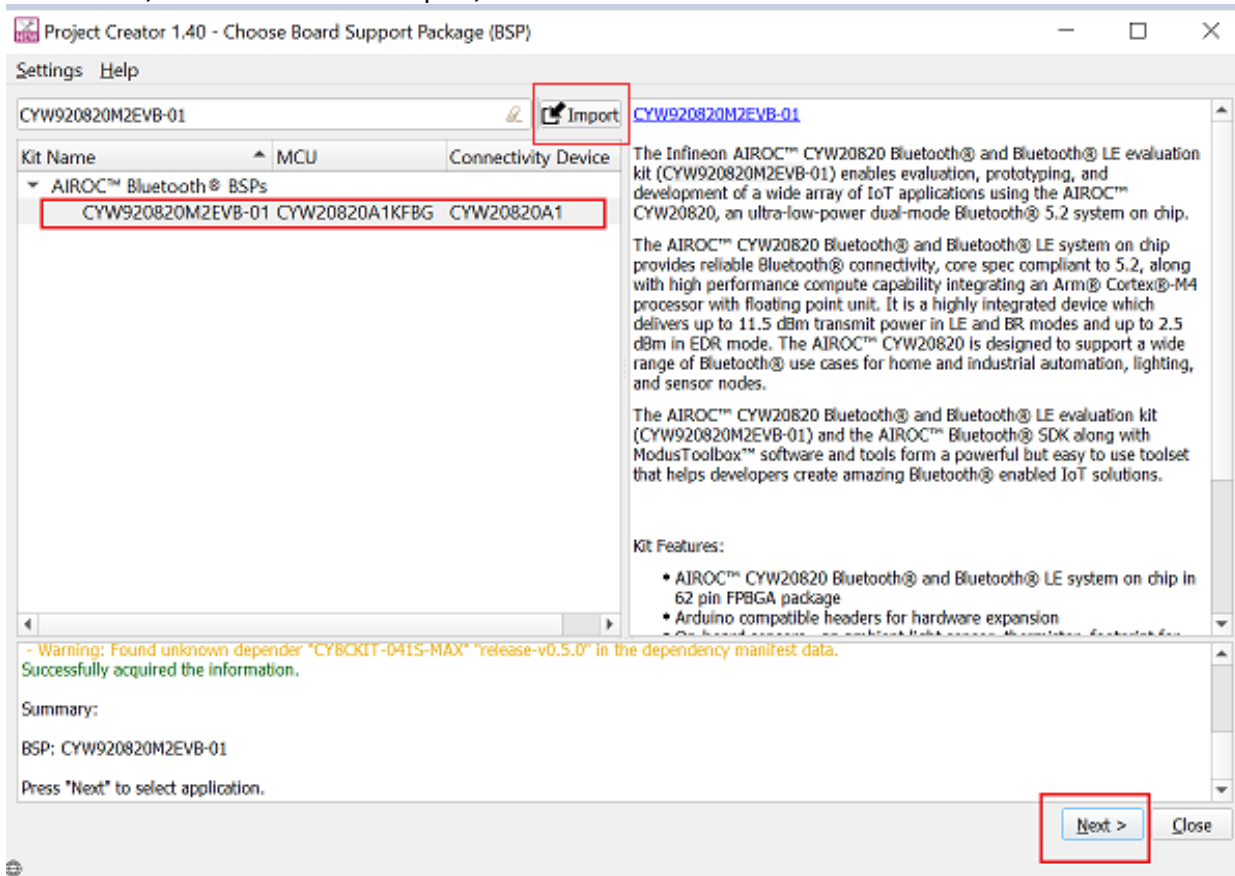 Project Creator 1.40 - Choose Board Support Package (BSP)
Settings Help
CYW920820M2EVB-01
Import
Kit Name MCU Connectivity Device
AIROC™ Bluetooth® BSPs
CYW920820M2EVB-01 CYW20820A1KFBG CYW20820A1
CYW920820M2EVB-01
The Infineon AIROC™ CYW20820 Bluetooth® and Bluetooth® LE evaluation
kit (CYW920820M2EVB-01) enables evaluation, prototyping, and
development of a wide array of IoT applications using the AIROC™
CYW20820, an ultra-low-power dual-mode Bluetooth® 5.2 system on chip.
The AIROC™ CYW20820 Bluetooth® and Bluetooth® LE system on chip
provides reliable Bluetooth® connectivity, core spec compliant to 5.2, along
with high performance compute capability integrating an Arm® Cortex®-M4
processor with floating point unit. It is a highly integrated device which
delivers up to 11.5 dBm transmit power in LE and BR modes and up to 2.5
dBm in EDR mode. The AIROC™ CYW20820 is designed to support a wide
range of Bluetooth® use cases for home and industrial automation, lighting,
and sensor nodes.
The AIROC™ CYW20820 Bluetooth® and Bluetooth® LE evaluation kit
(CYW920820M2EVB-01) and the AIROC™ Bluetooth® SDK along with
ModusToolbox™ software and tools form a powerful but easy to use toolset
that helps developers create amazing Bluetooth® enabled IoT solutions.
Kit Features:
• AIROC™ CYW20820 Bluetooth® and Bluetooth® LE system on chip in
62 pin FPBGA package
• Arduino compatible headers for hardware expansion
- Warning: Found unknown depender "CY8CKIT-041S-MAX" "release-v0.5.0" in the dependency manifest data.
Successfully acquired the information.
Summary:
BSP: CYW920820M2EVB-01
Press "Next" to select application.
Next > Close